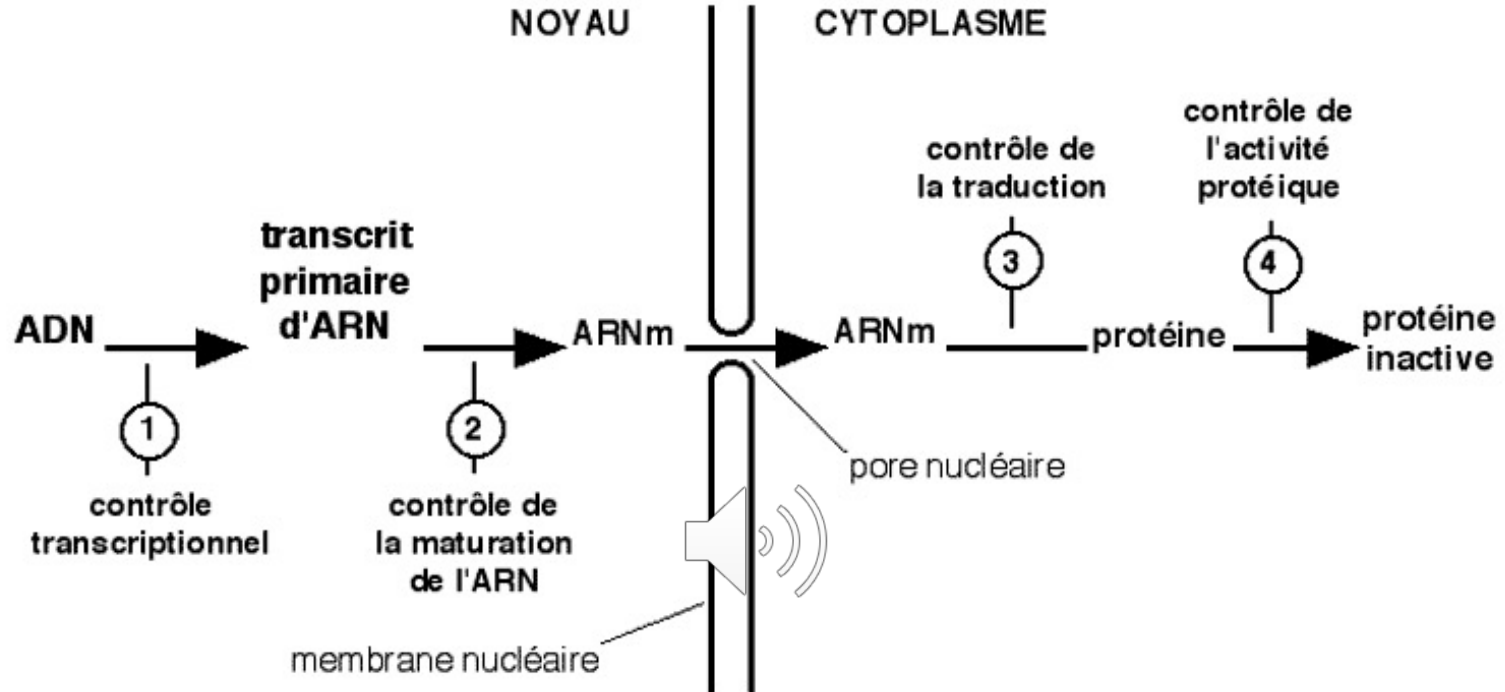 NOYAU
CYTOPLASME
contrôle de
l'activité
protéique
contrôle de
la traduction
3
4
transcrit
primaire
d'ARN
ADN
ARNm
ARNm
protéine
protéine
inactive
1
2
pore nucléaire
contrôle
transcriptionnel
contrôle de
la maturation
de l'ARN
membrane nucléaire